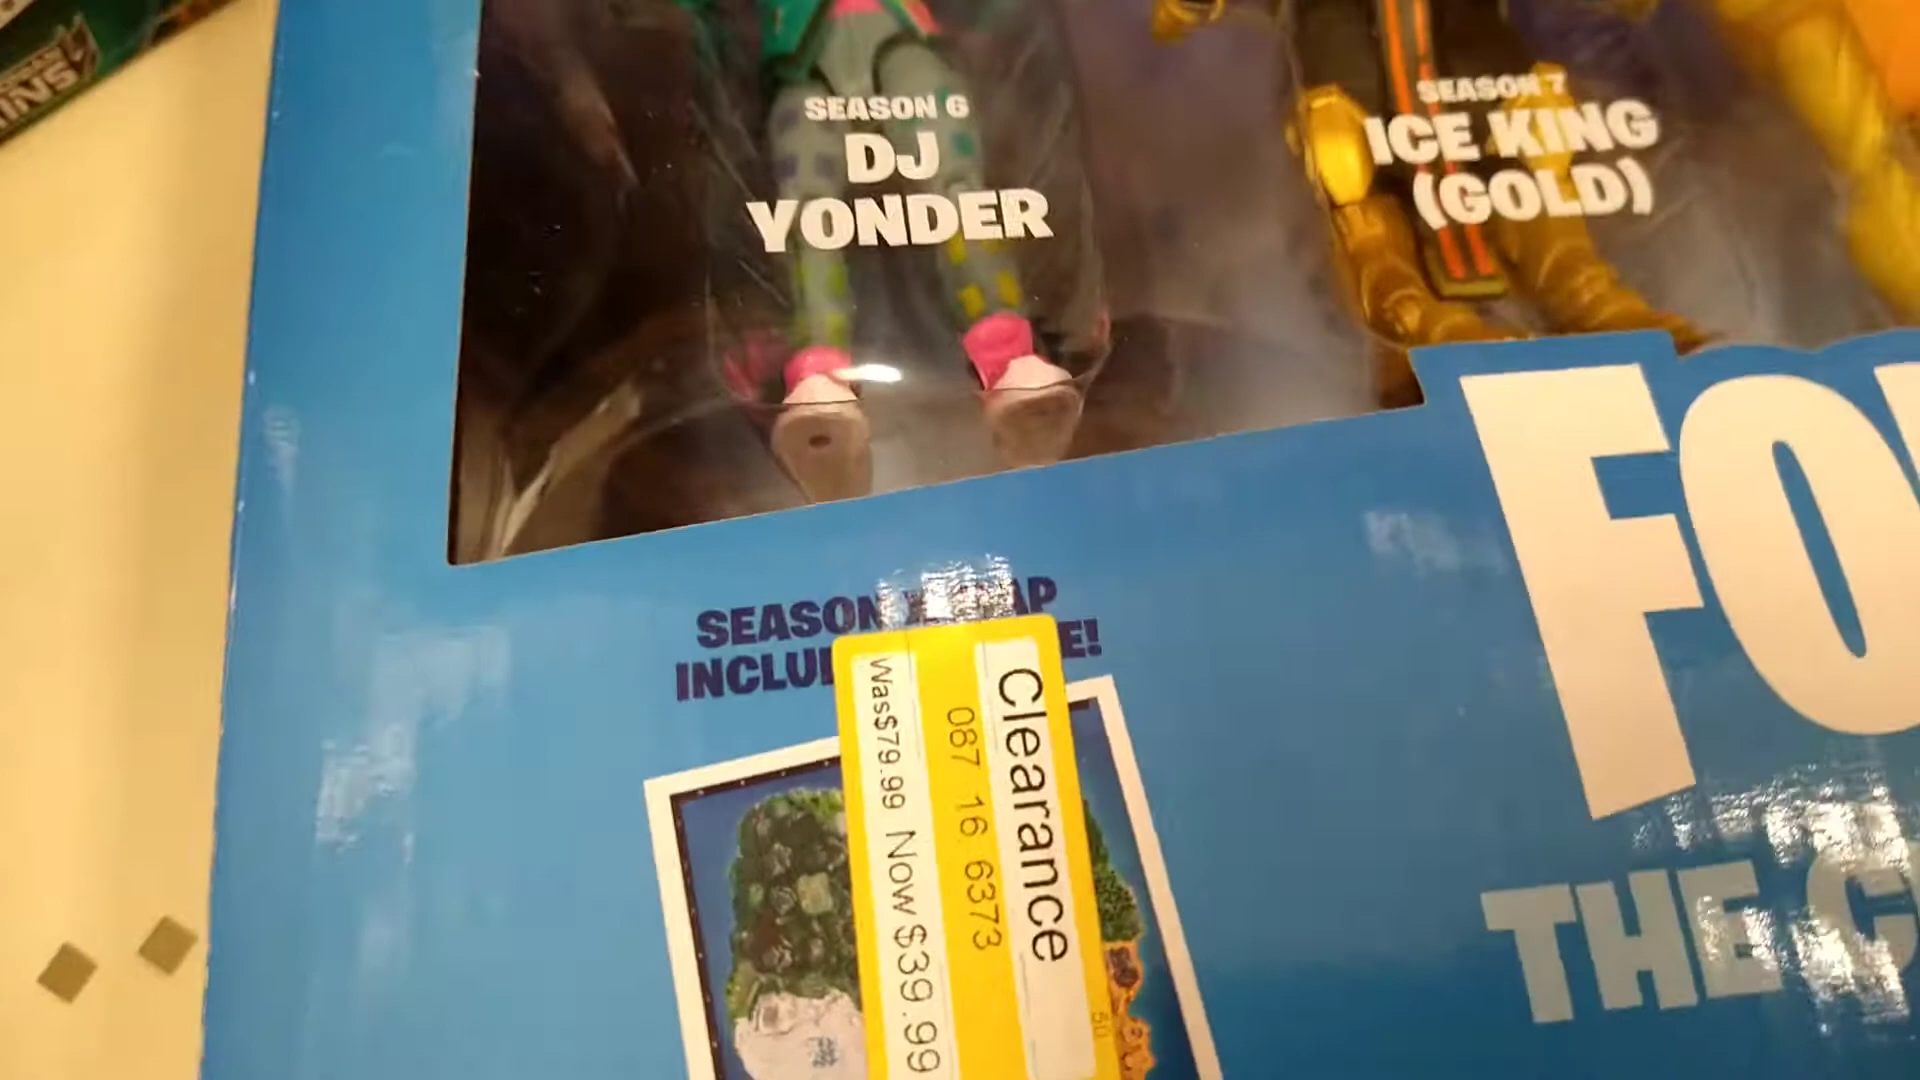 SEASON 6
DJ
YONDER
SEASON 7
ICE KING
(GOLD)
SEASON
INCLU
E!
FO
THE C
Clearance
087 16 6373
Was$79.99 Now $39.99
50